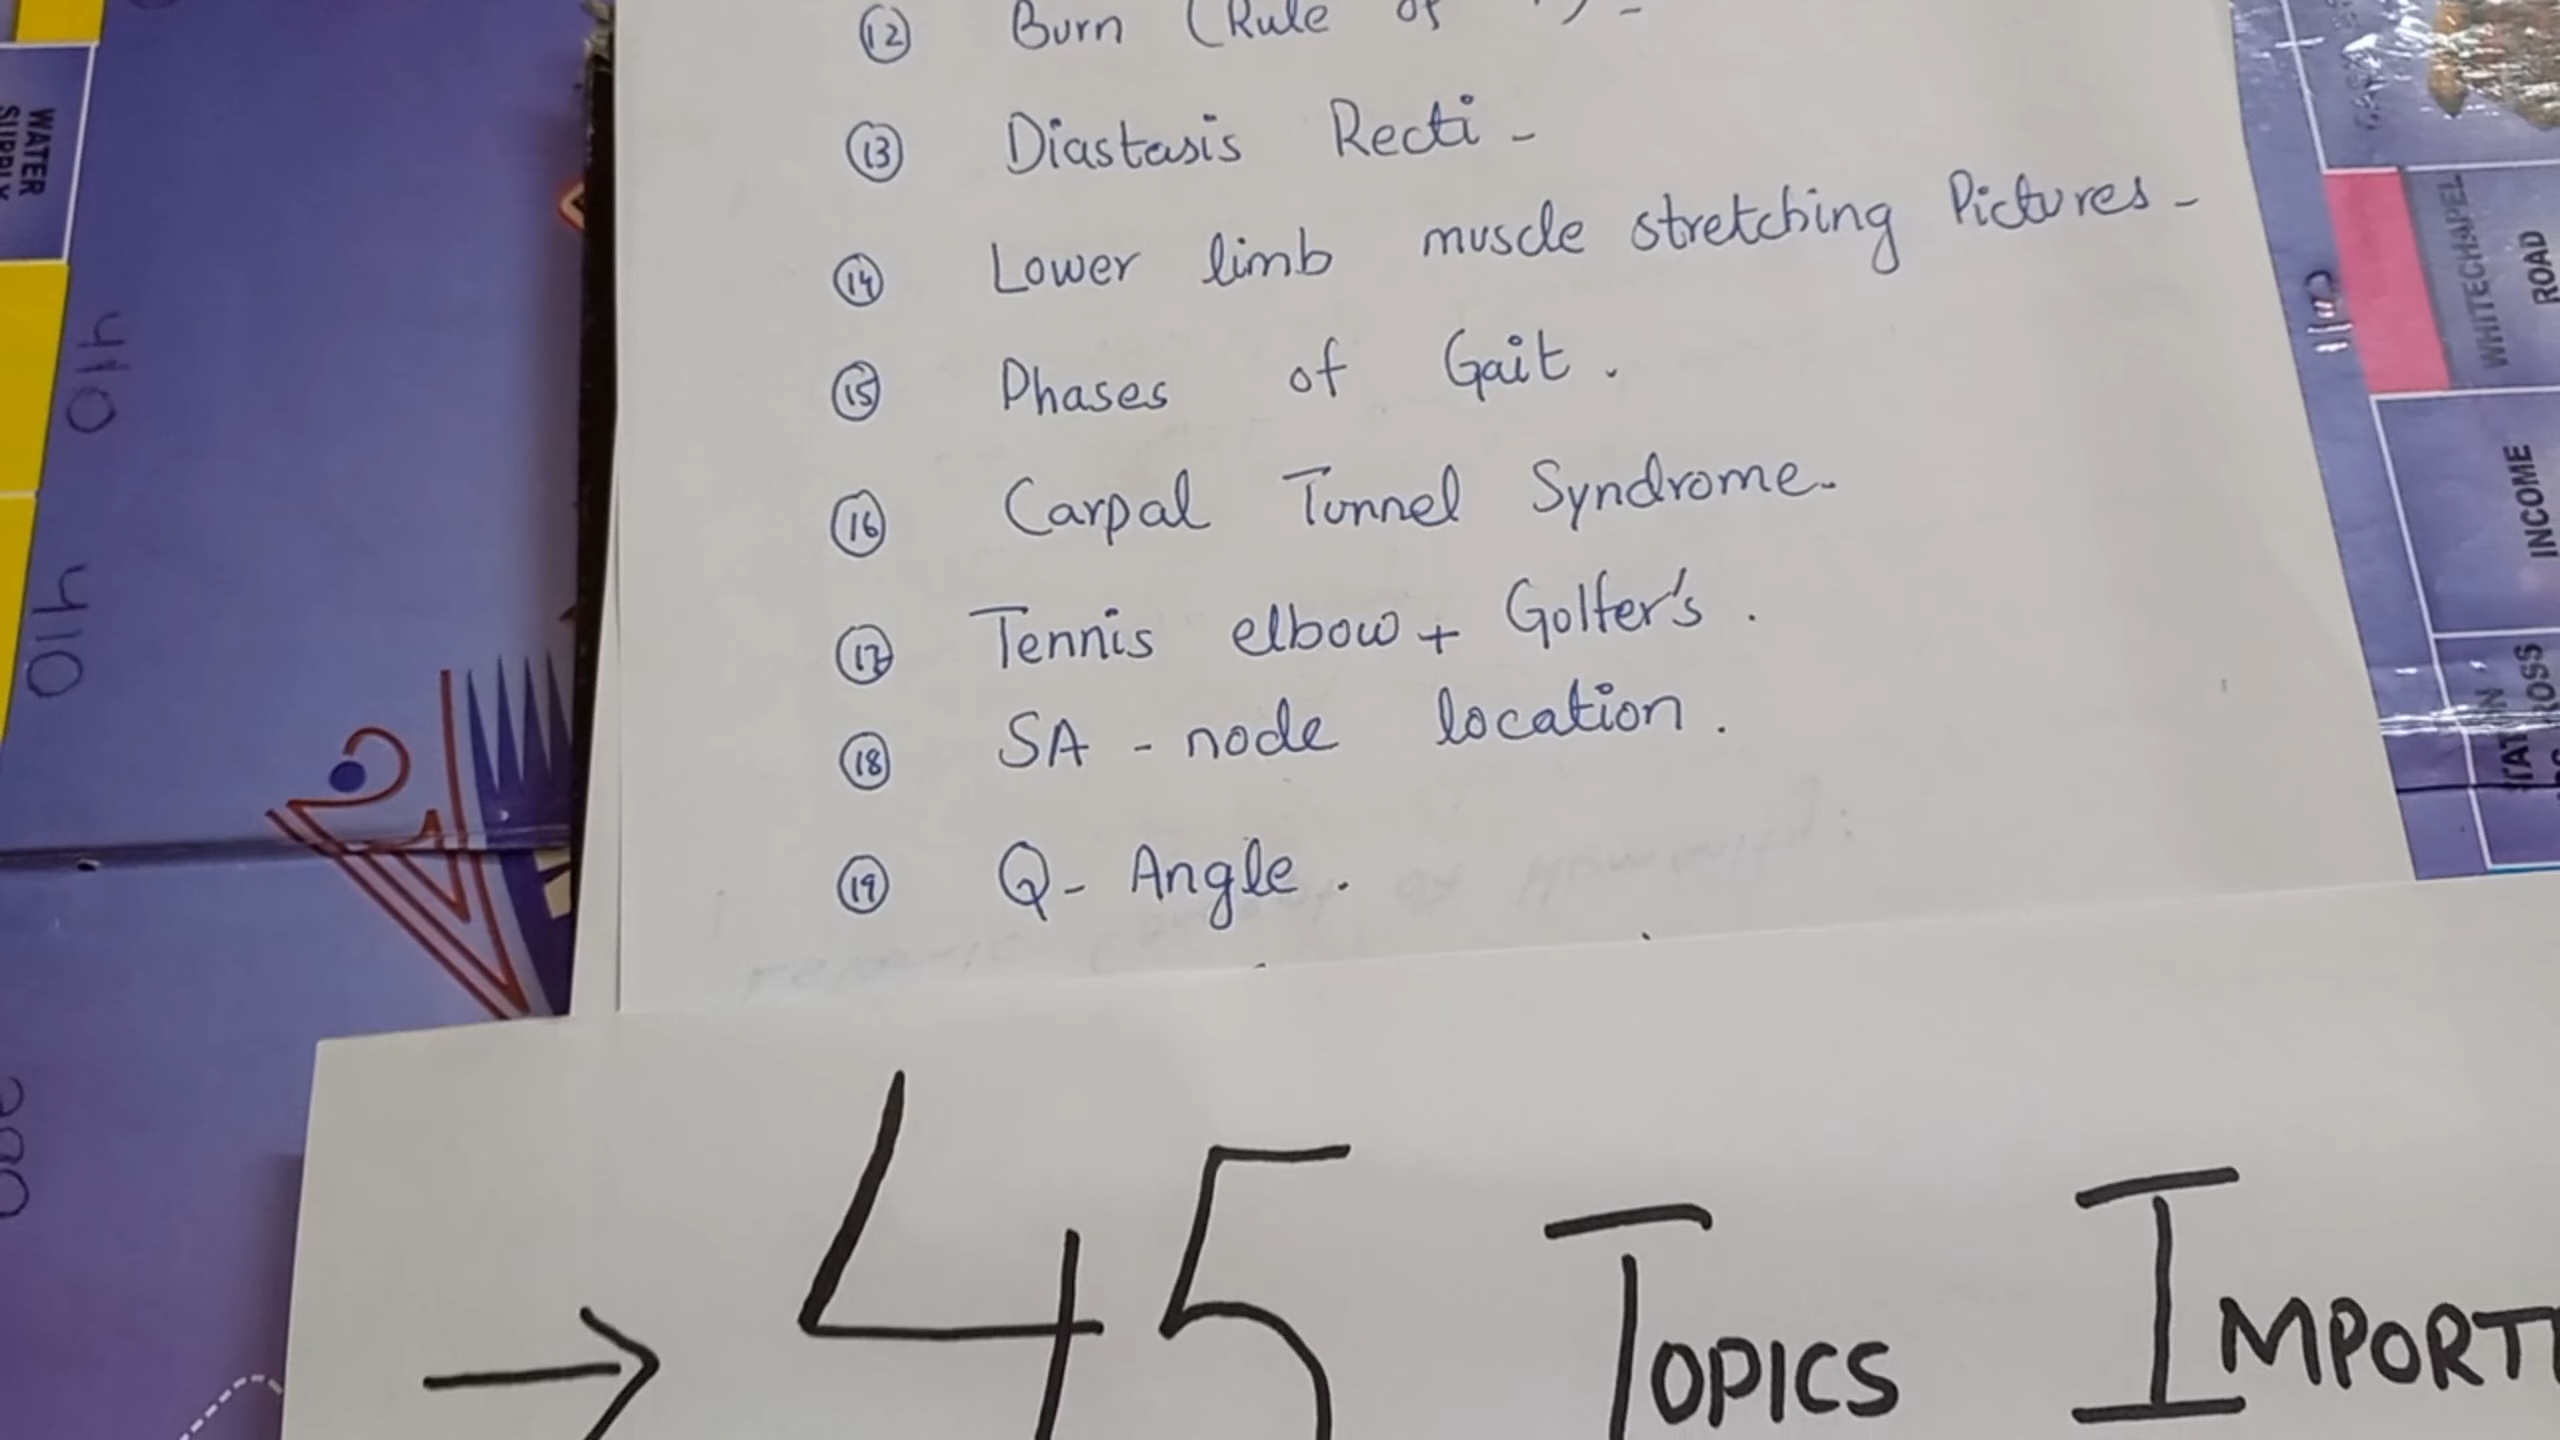 12 Burn (Rule of
13 Diastasis Recti -
14 Lower limb muscle stretching Pictures -
15 Phases of Gait.
16 Carpal Tunnel Syndrome.
17 Tennis elbow + Golfer's.
18 SA - node location.
19 Q- Angle.
→ 45 TOPICS IMPORT
WATER
SUPPLY
410
410
WHITECHAPEL
ROAD
INCOME